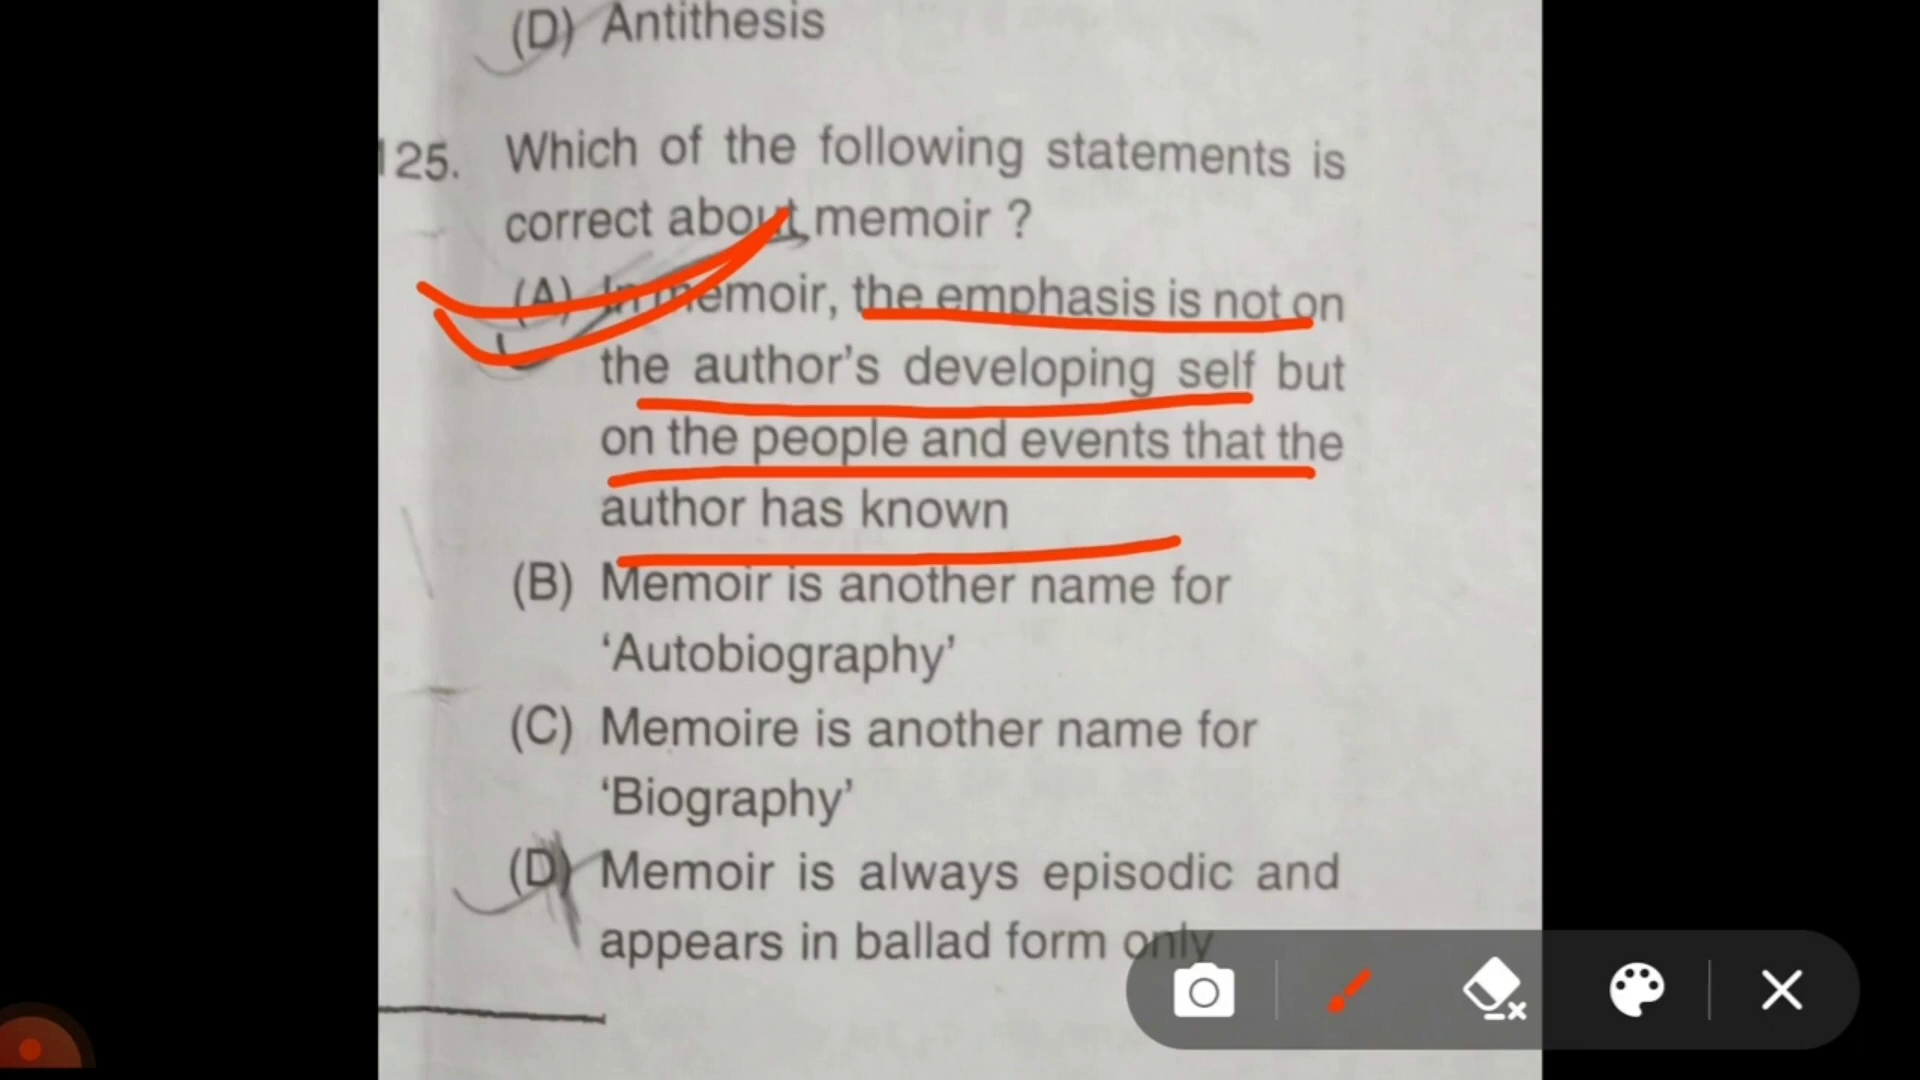 (D) Antithesis
125. Which of the following statements is
correct about memoir ?
(A) In memoir, the emphasis is not on
the author's developing self but
on the people and events that the
author has known
(B) Memoir is another name for
'Autobiography'
(C) Memoire is another name for
'Biography'
(D) Memoir is always episodic and
appears in ballad form only